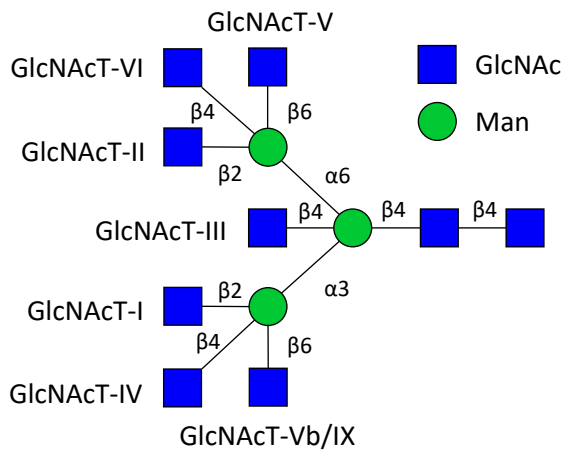 GlcNAcT-V
GlcNAcT-VI
GlcNAc
β4
β6
Man
GlcNAcT-II
β2
α6
GlcNAcT-III
β4
β4
β4
GlcNAcT-I
β2
α3
β4
β6
GlcNAcT-IV
GlcNAcT-Vb/IX